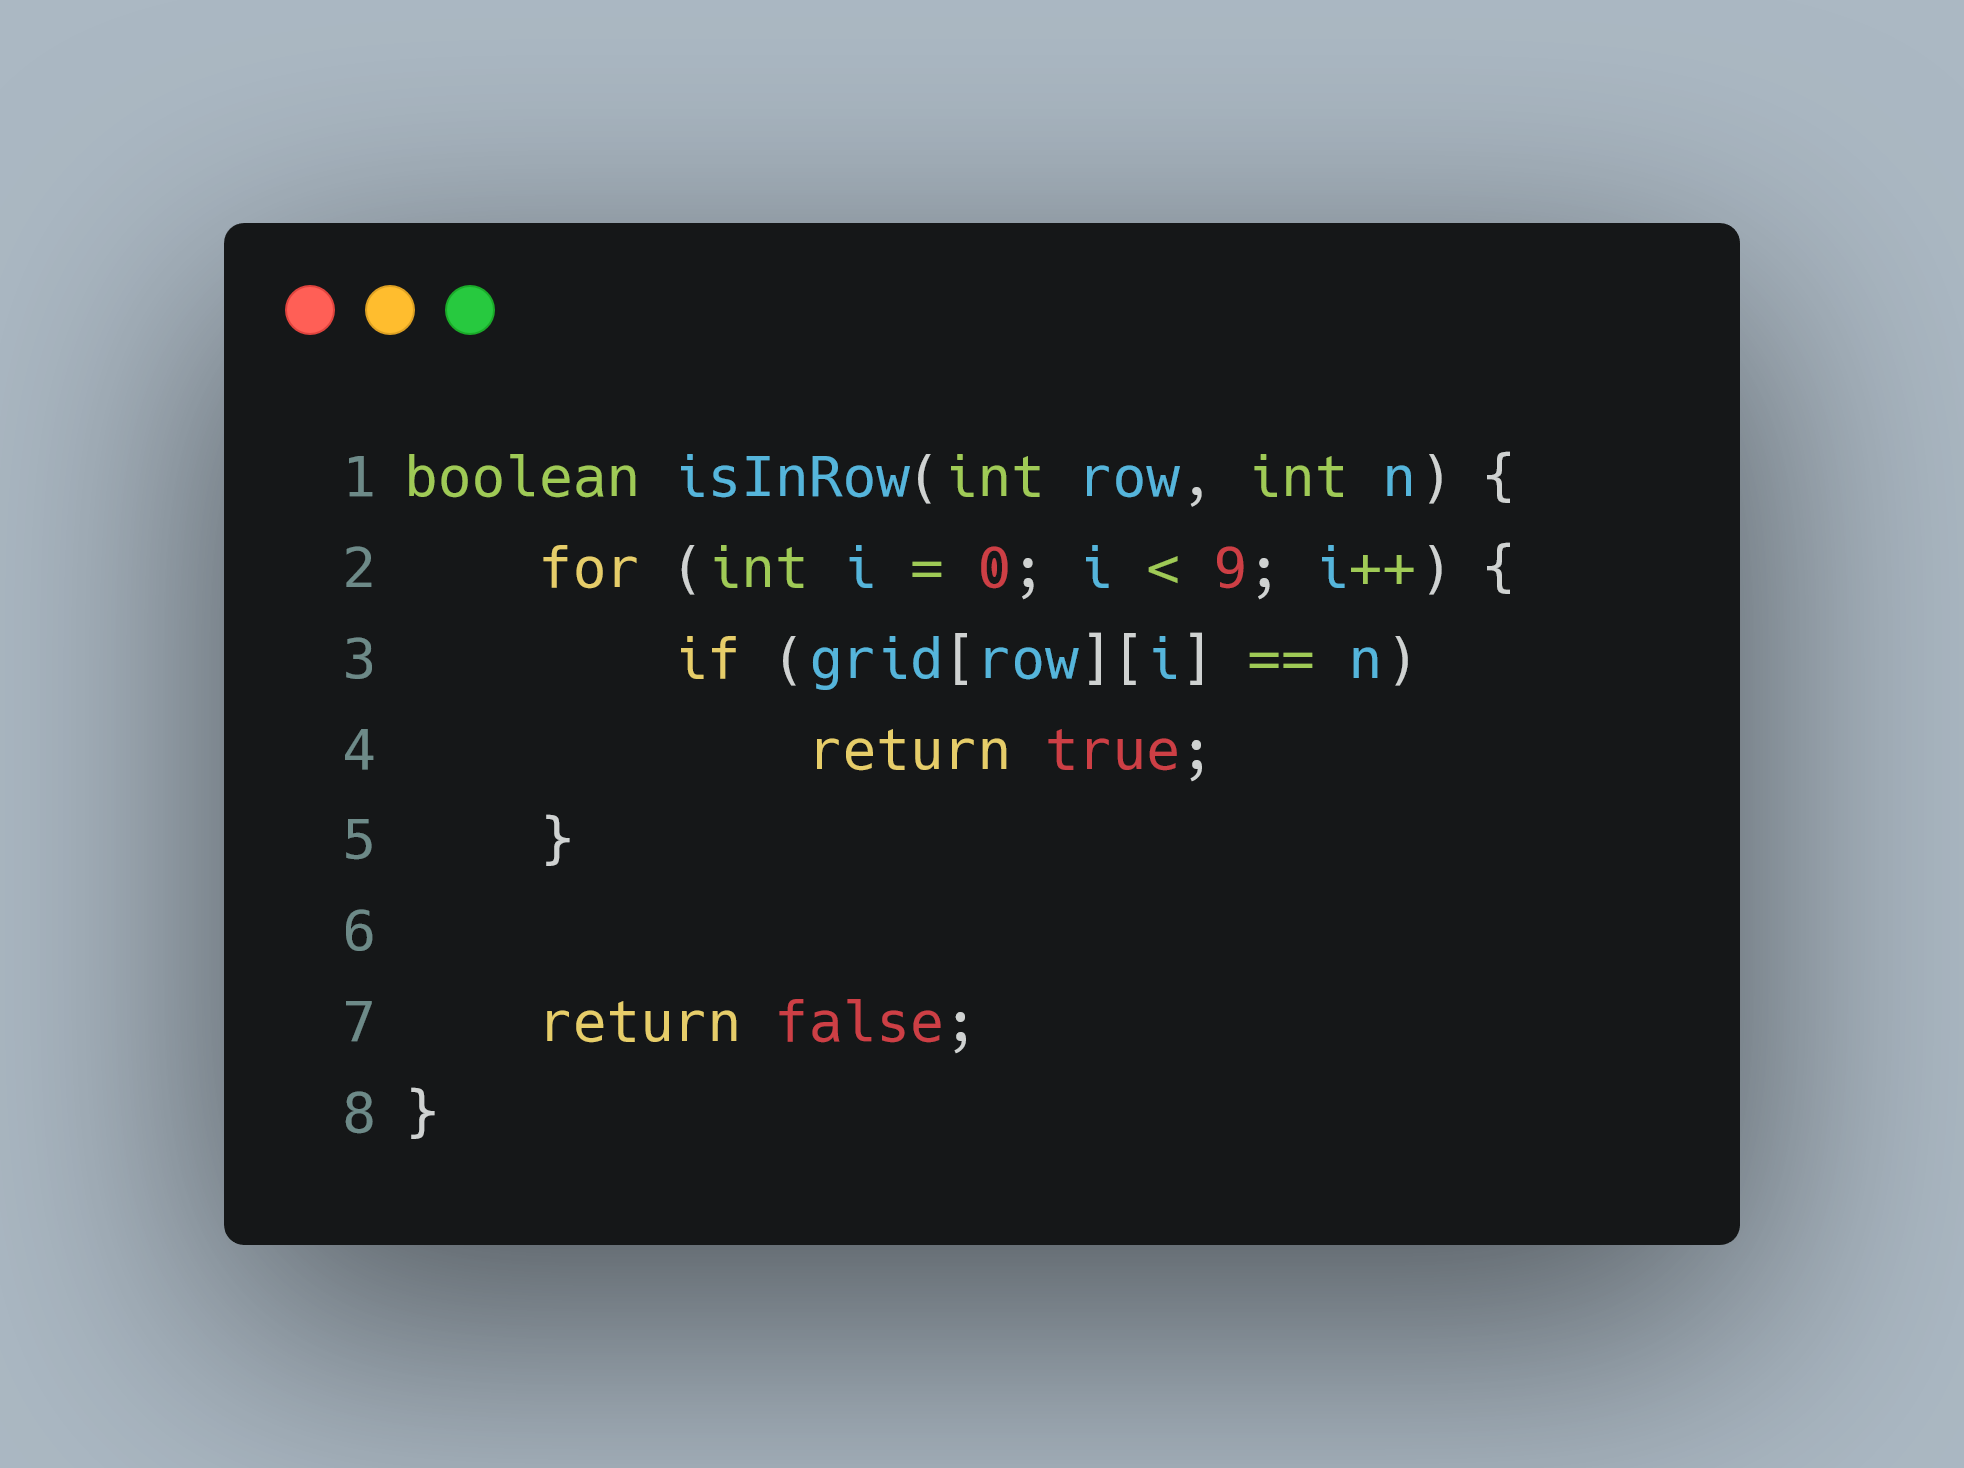 1 boolean isInRow(int row, int n) {
2     for (int i = 0; i < 9; i++) {
3         if (grid[row][i] == n)
4             return true;
5     }
6
7     return false;
8 }